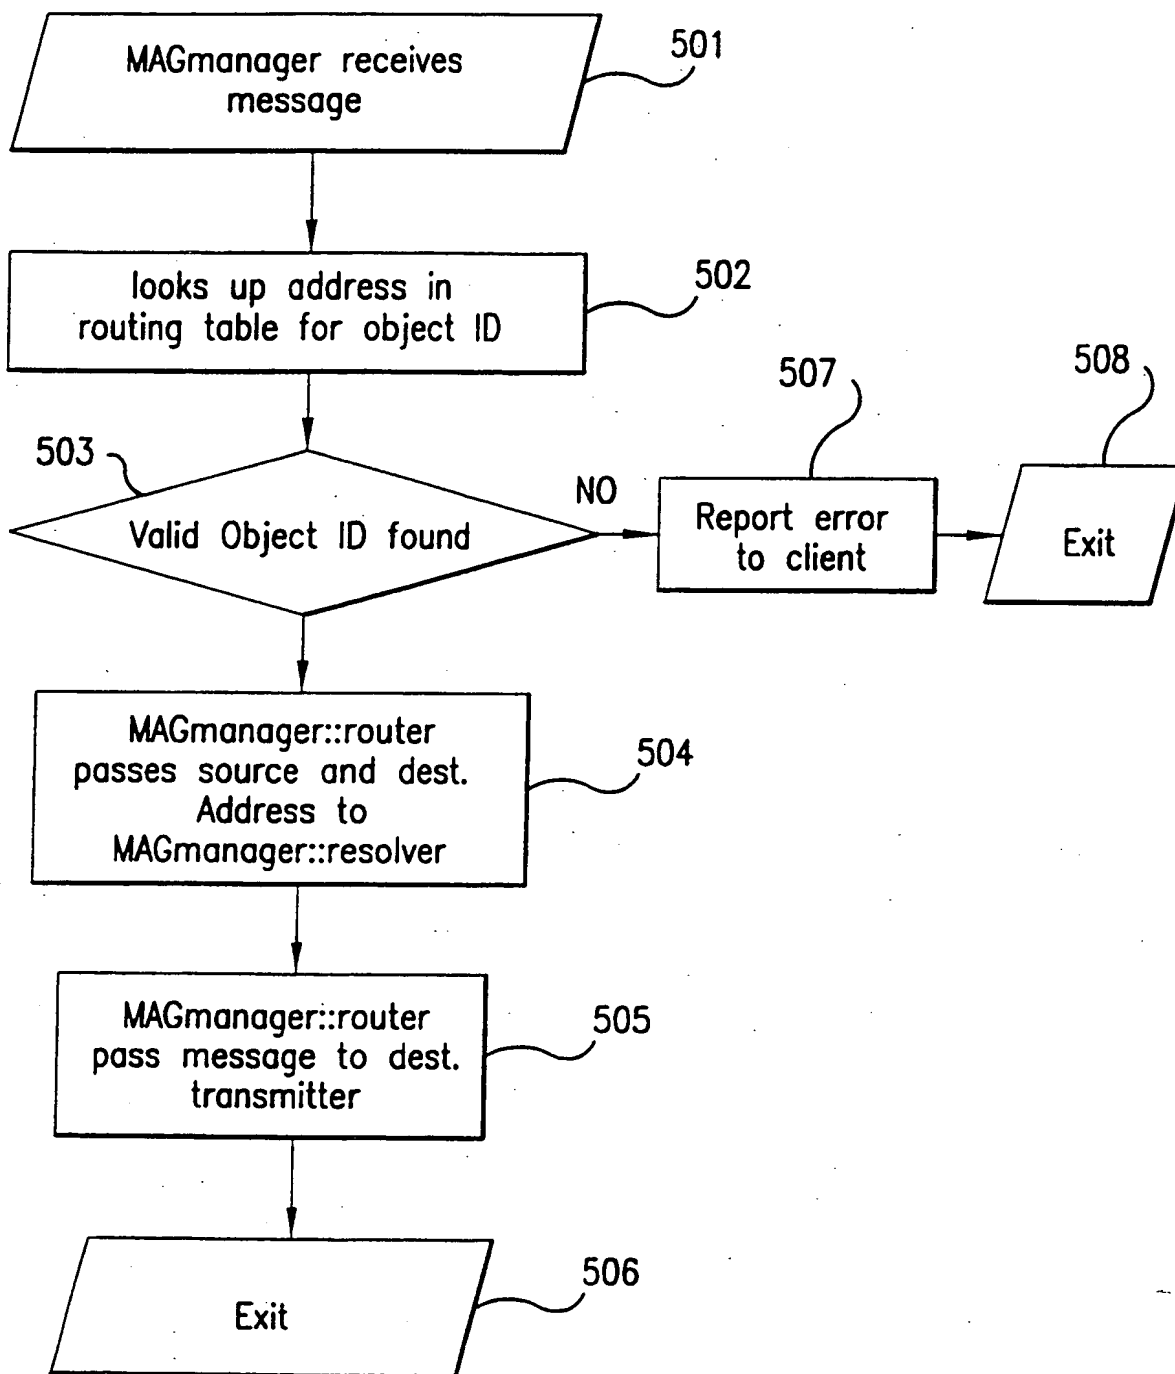 MAGmanager receives
message
501
looks up address in
routing table for object ID
502
503
Valid Object ID found
NO
507
Report error
to client
508
Exit
MAGmanager::router
passes source and dest.
Address to
MAGmanager::resolver
504
MAGmanager::router
pass message to dest.
transmitter
505
Exit
506